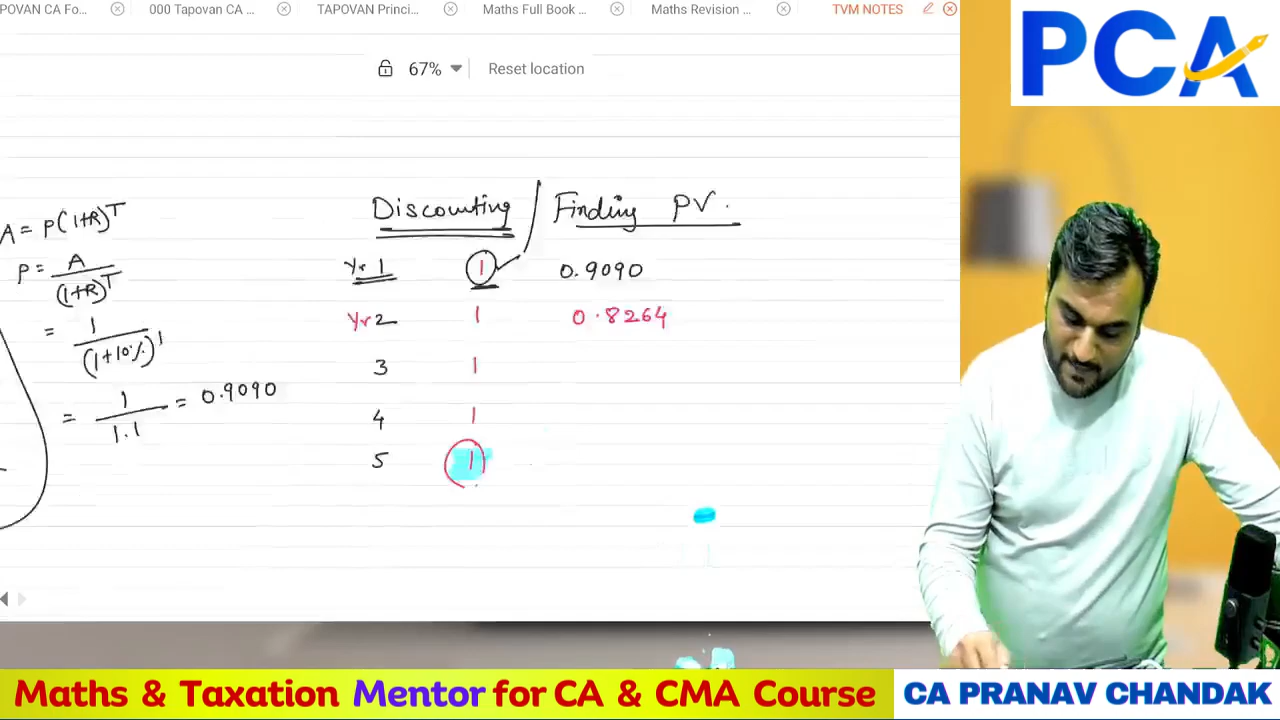 POVAN CA Fo...
000 Tapovan CA ...
TAPOVAN Princi...
Maths Full Book ...
Maths Revision ...
TVM NOTES
67%
Reset location
PCA
Discounting / Finding PV.
A = P(1+R)^T
P = A / (1+R)^T
= 1 / (1+10%)^1
= 1 / 1.1 = 0.9090
Yr 1 1 0.9090
Yr 2 1 0.8264
3 1
4 1
5 1
Maths & Taxation Mentor for CA & CMA Course
CA PRANAV CHANDAK